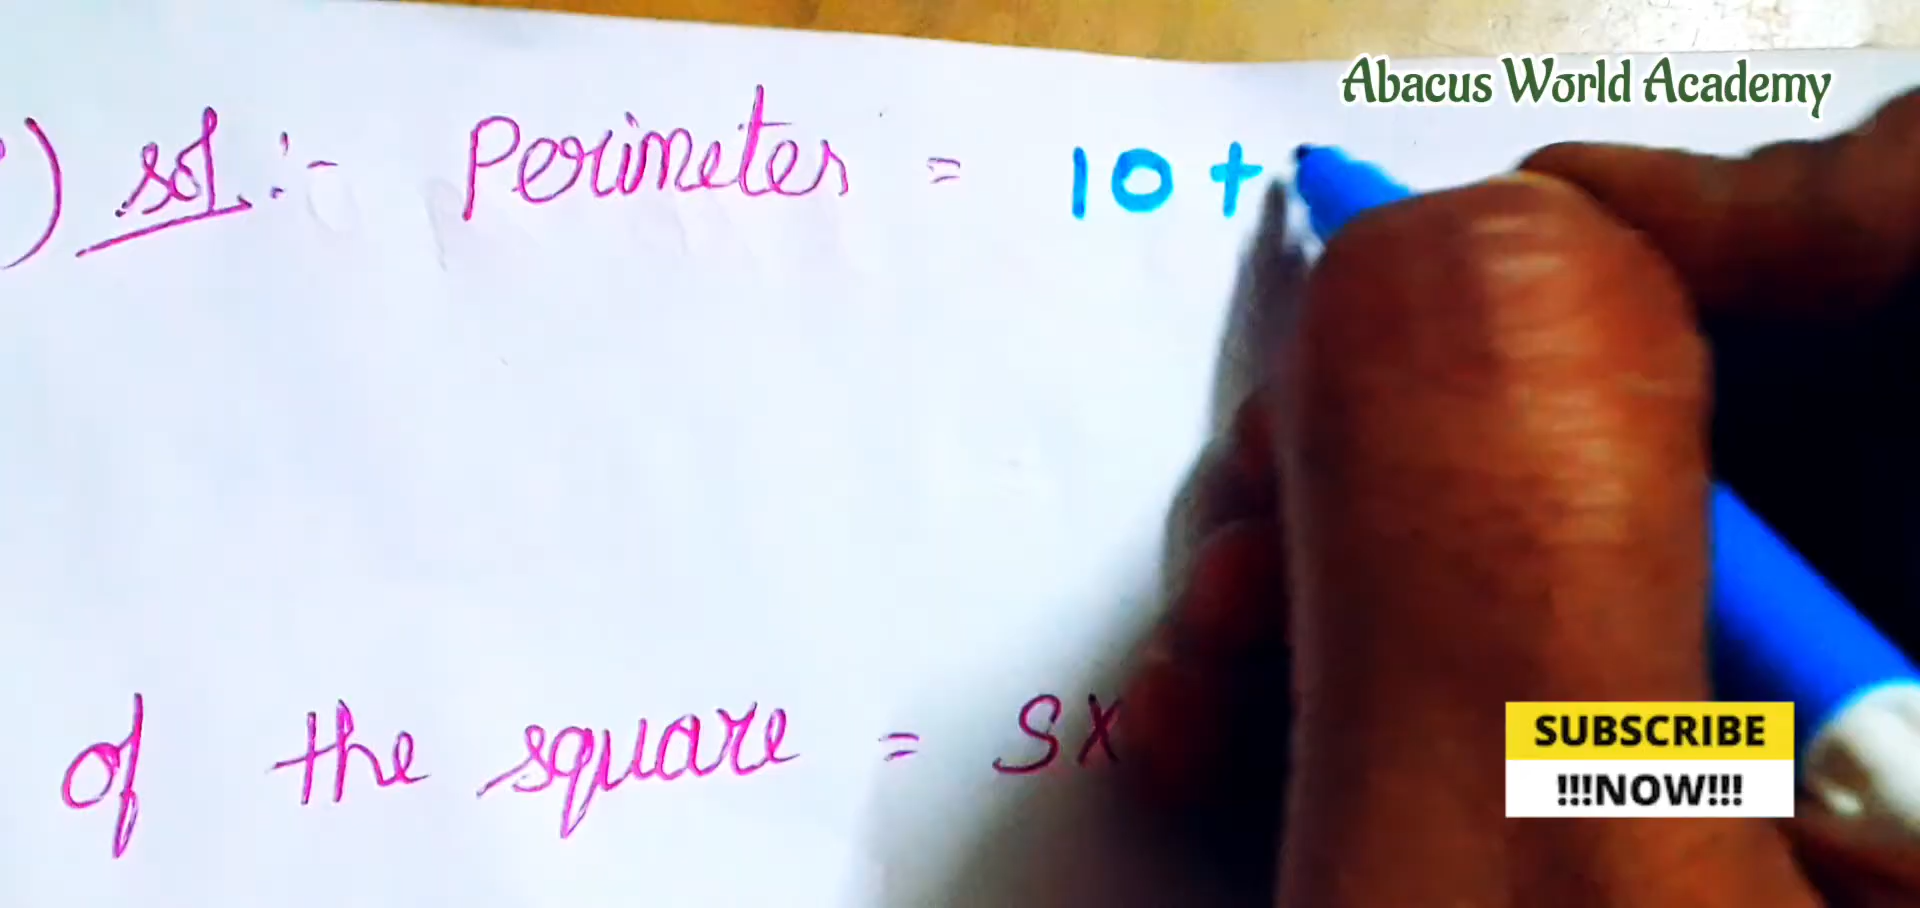 Abacus World Academy
) sol :- Perimeter = 10 +
of the square = S X
SUBSCRIBE
!!!NOW!!!